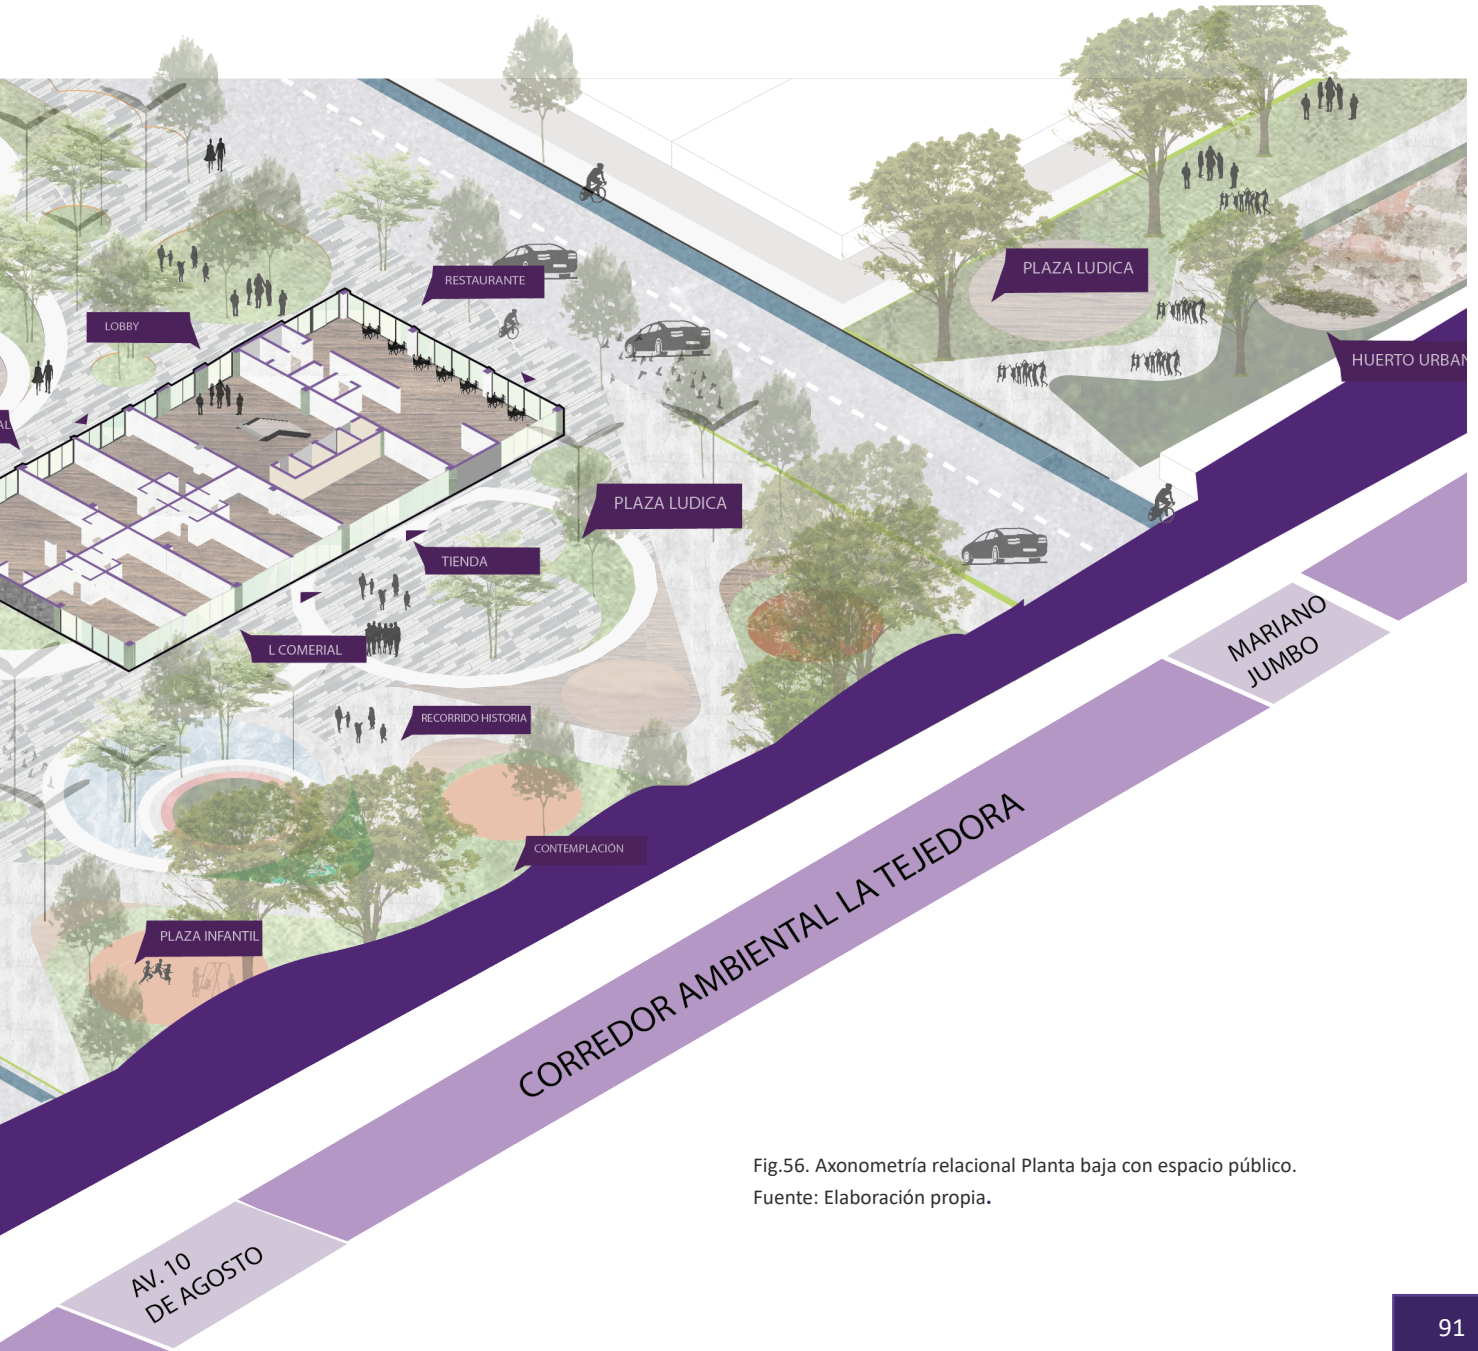 PLAZA LUDICA
RESTAURANTE
LOBBY
HUERTO URBAN
AL
PLAZA LUDICA
TIENDA
L COMERIAL
RECORRIDO HISTORIA
CONTEMPLACIÓN
PLAZA INFANTIL
MARIANO
JUMBO
CORREDOR AMBIENTAL LA TEJEDORA
AV. 10
DE AGOSTO
Fig.56. Axonometría relacional Planta baja con espacio público.
Fuente: Elaboración propia.
91